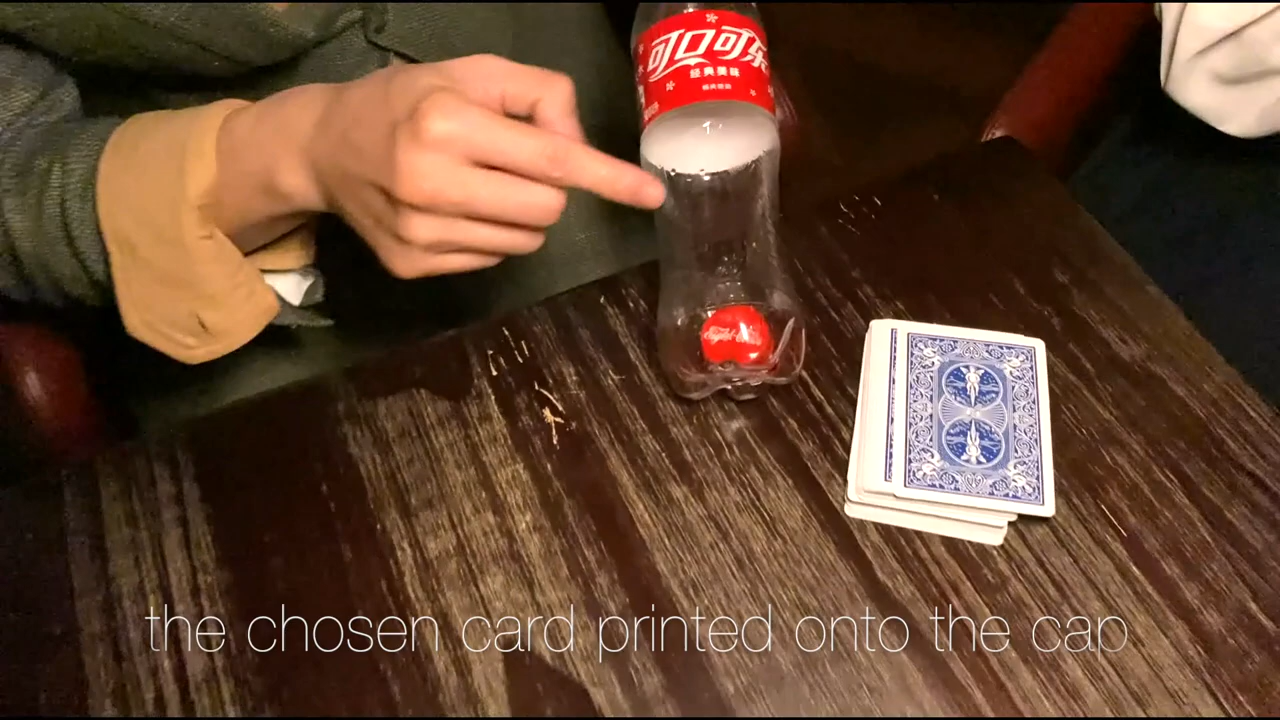 可口可乐
经典美味
the chosen card printed onto the cap